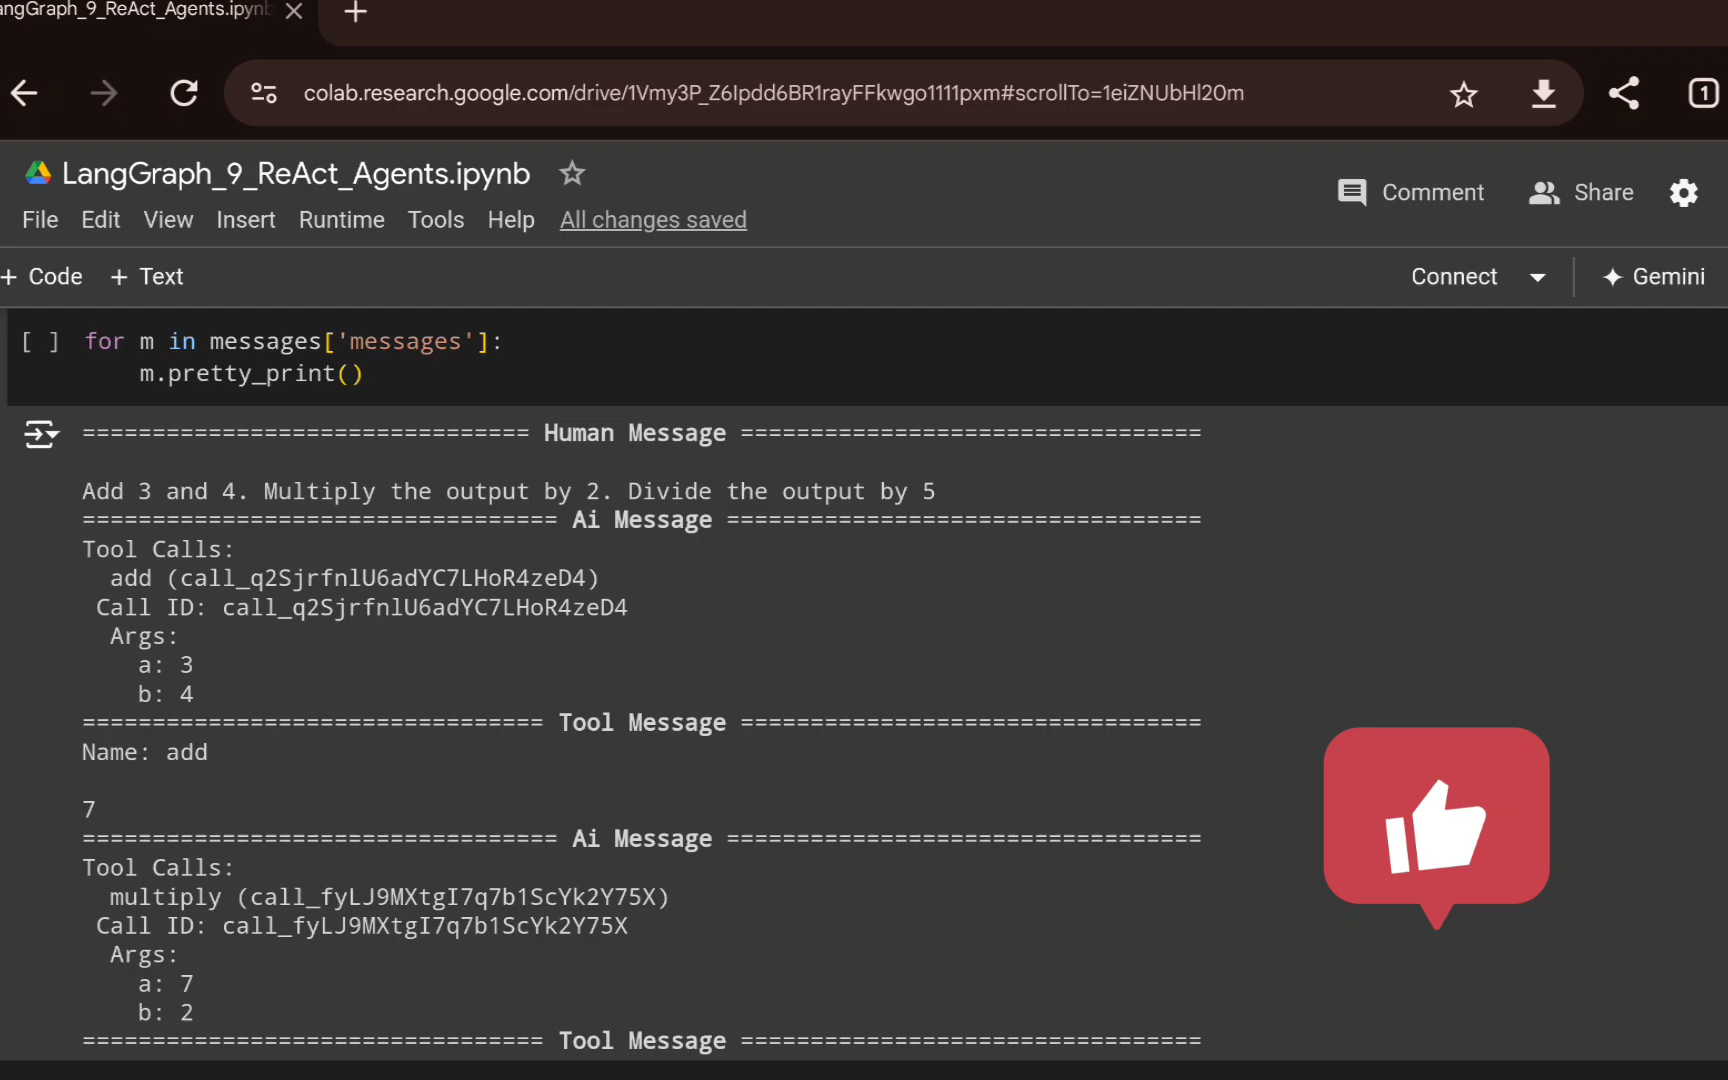 angGraph_9_ReAct_Agents.ipynb
colab.research.google.com/drive/1Vmy3P_Z6Ipdd6BR1rayFFkwgo1111pxm#scrollTo=1eiZNUbHl20m
1
LangGraph_9_ReAct_Agents.ipynb
Comment
Share
File Edit View Insert Runtime Tools Help All changes saved
+ Code + Text
Connect
Gemini
[ ] for m in messages['messages']:
m.pretty_print()
================================ Human Message =================================
Add 3 and 4. Multiply the output by 2. Divide the output by 5
================================== Ai Message ==================================
Tool Calls:
add (call_q2SjrfnlU6adYC7LHoR4zeD4)
Call ID: call_q2SjrfnlU6adYC7LHoR4zeD4
Args:
a: 3
b: 4
================================= Tool Message =================================
Name: add
7
================================== Ai Message ==================================
Tool Calls:
multiply (call_fyLJ9MXtgI7q7b1ScYk2Y75X)
Call ID: call_fyLJ9MXtgI7q7b1ScYk2Y75X
Args:
a: 7
b: 2
================================= Tool Message =================================